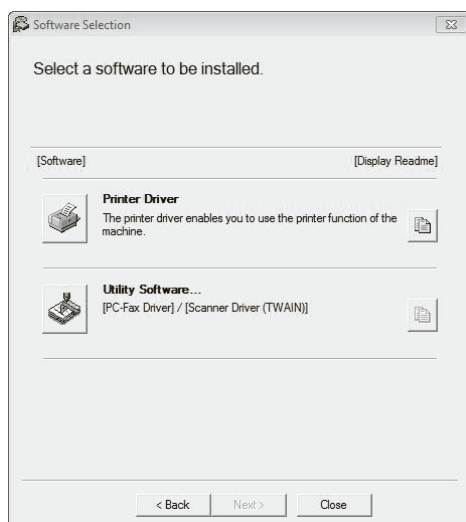 Software Selection
Select a software to be installed.
[Software] [Display Readme]
Printer Driver
The printer driver enables you to use the printer function of the
machine.
Utility Software...
[PC-Fax Driver] / [Scanner Driver (TWAIN)]
< Back Next > Close